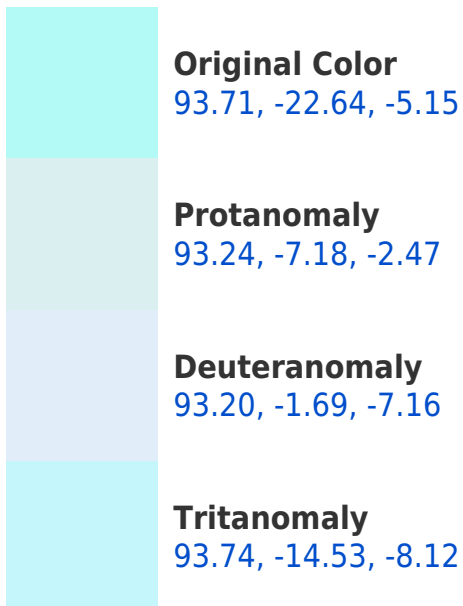 Original Color
93.71, -22.64, -5.15
Protanomaly
93.24, -7.18, -2.47
Deuteranomaly
93.20, -1.69, -7.16
Tritanomaly
93.74, -14.53, -8.12